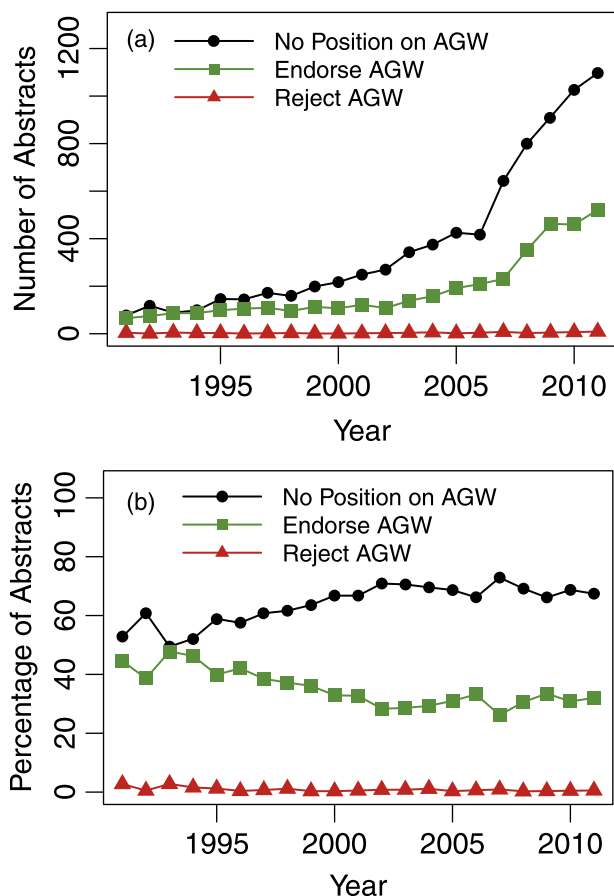 (a)
No Position on AGW
Endorse AGW
Reject AGW
Number of Abstracts
0
400
800
1200
1995
2000
2005
2010
Year
(b)
No Position on AGW
Endorse AGW
Reject AGW
Percentage of Abstracts
0
20
40
60
80
100
1995
2000
2005
2010
Year